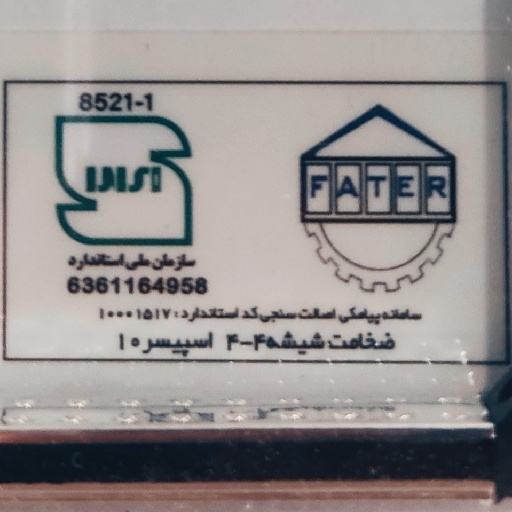 8521-1
FATER
سازمان ملی استاندارد
6361164958
سامانه پیامکی اصالت سنجی کد استاندارد: ۱۰۰۰۱۵۱۷
ضخامت شیشه ۴-۴ اسپیسر ۱۰